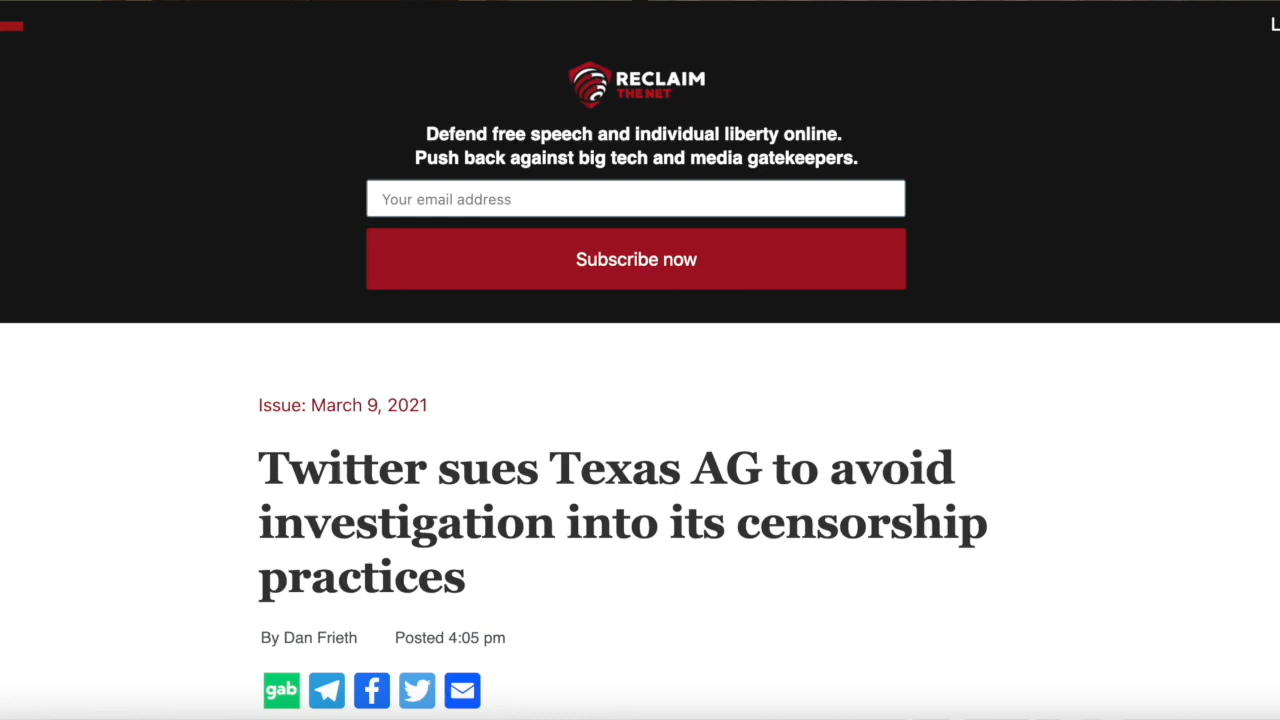 L
RECLAIM
THE NET
Defend free speech and individual liberty online.
Push back against big tech and media gatekeepers.
Your email address
Subscribe now
Issue: March 9, 2021
Twitter sues Texas AG to avoid
investigation into its censorship
practices
By Dan Frieth Posted 4:05 pm
gab